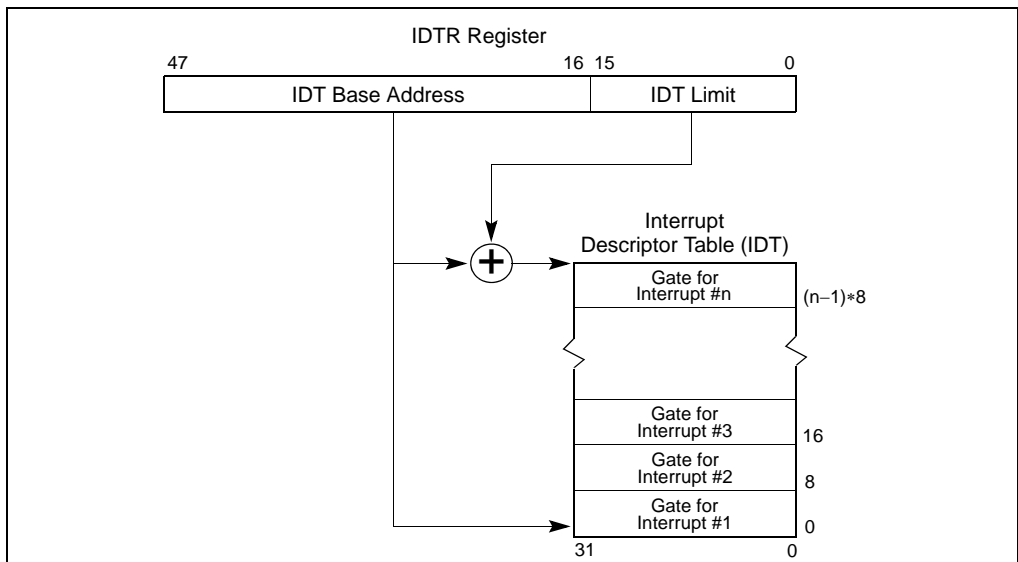 IDTR Register
47 16 15 0
IDT Base Address IDT Limit
+
Interrupt
Descriptor Table (IDT)
Gate for
Interrupt #n
(n−1)∗8
Gate for
Interrupt #3
16
Gate for
Interrupt #2
8
Gate for
Interrupt #1
0
31 0